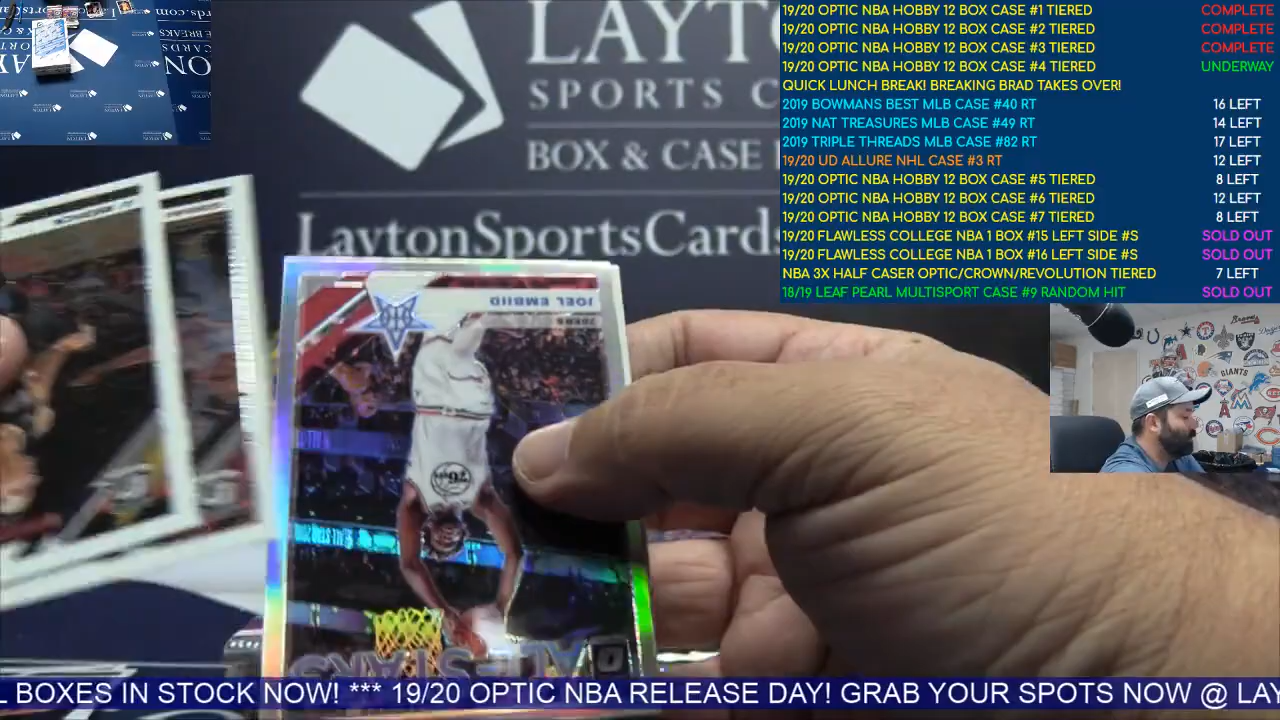 LAYTO
SPORTS C
BOX & CASE
LaytonSportsCards
19/20 OPTIC NBA HOBBY 12 BOX CASE #1 TIERED COMPLETE
19/20 OPTIC NBA HOBBY 12 BOX CASE #2 TIERED COMPLETE
19/20 OPTIC NBA HOBBY 12 BOX CASE #3 TIERED COMPLETE
19/20 OPTIC NBA HOBBY 12 BOX CASE #4 TIERED UNDERWAY
QUICK LUNCH BREAK! BREAKING BRAD TAKES OVER!
2019 BOWMANS BEST MLB CASE #40 RT 16 LEFT
2019 NAT TREASURES MLB CASE #49 RT 14 LEFT
2019 TRIPLE THREADS MLB CASE #82 RT 17 LEFT
19/20 UD ALLURE NHL CASE #3 RT 12 LEFT
19/20 OPTIC NBA HOBBY 12 BOX CASE #5 TIERED 8 LEFT
19/20 OPTIC NBA HOBBY 12 BOX CASE #6 TIERED 12 LEFT
19/20 OPTIC NBA HOBBY 12 BOX CASE #7 TIERED 8 LEFT
19/20 FLAWLESS COLLEGE NBA 1 BOX #15 LEFT SIDE #S SOLD OUT
19/20 FLAWLESS COLLEGE NBA 1 BOX #16 LEFT SIDE #S SOLD OUT
NBA 3X HALF CASER OPTIC/CROWN/REVOLUTION TIERED 7 LEFT
18/19 LEAF PEARL MULTISPORT CASE #9 RANDOM HIT SOLD OUT
JOEL EMBIID
76ERS
ALL-STARS
GIANTS
L BOXES IN STOCK NOW! *** 19/20 OPTIC NBA RELEASE DAY! GRAB YOUR SPOTS NOW @ LAY